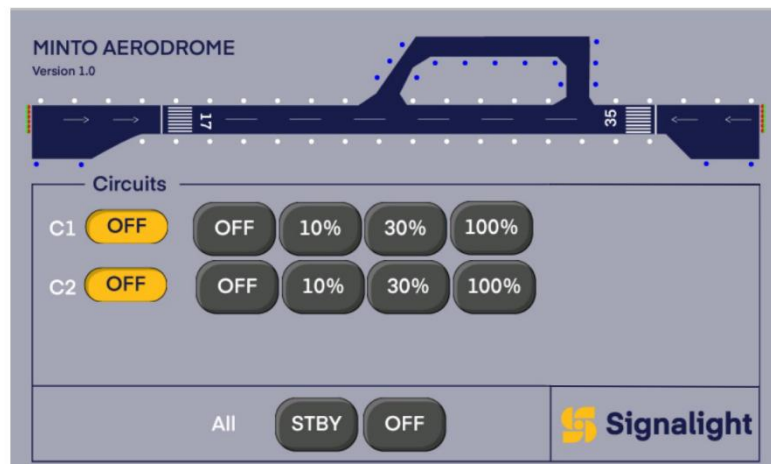 MINTO AERODROME
Version 1.0
17
35
Circuits
C1 OFF OFF 10% 30% 100%
C2 OFF OFF 10% 30% 100%
All STBY OFF
Signalight